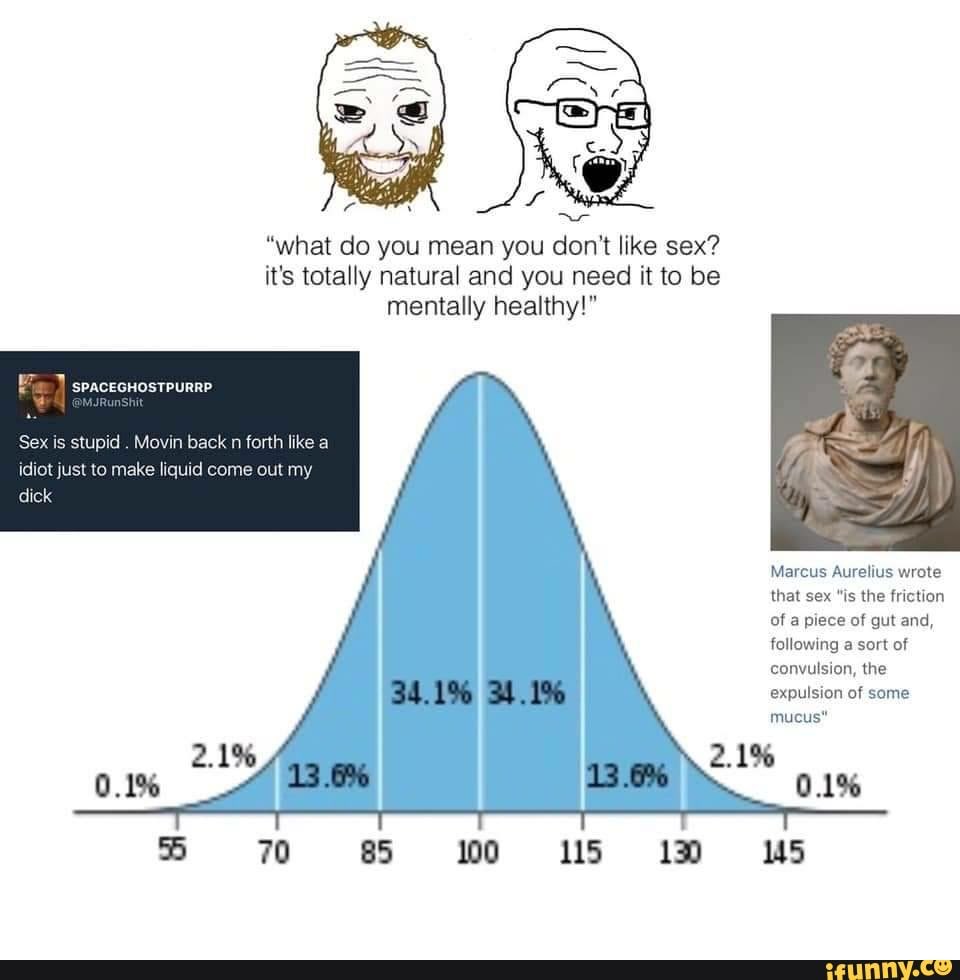 “what do you mean you don’t like sex?
it’s totally natural and you need it to be
mentally healthy!”
SPACEGHOSTPURRP
@MJRunShit
Sex is stupid . Movin back n forth like a
idiot just to make liquid come out my
dick
Marcus Aurelius wrote
that sex "is the friction
of a piece of gut and,
following a sort of
convulsion, the
expulsion of some
mucus"
34.1% 34.1%
0.1% 2.1% 13.6% 13.6% 2.1% 0.1%
55 70 85 100 115 130 145
ifunny.co